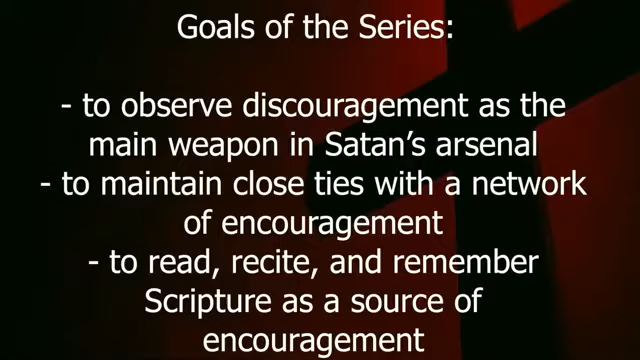 Goals of the Series:
- to observe discouragement as the
main weapon in Satan's arsenal
- to maintain close ties with a network
of encouragement
- to read, recite, and remember
Scripture as a source of
encouragement